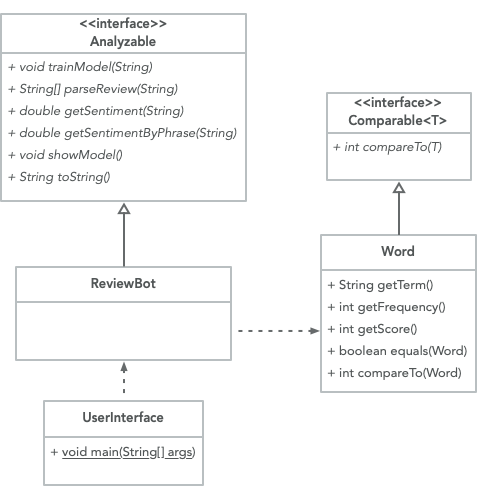 <<interface>>
Analyzable
+ void trainModel(String)
+ String[] parseReview(String)
+ double getSentiment(String)
+ double getSentimentByPhrase(String)
+ void showModel()
+ String toString()
<<interface>>
Comparable<T>
+ int compareTo(T)
ReviewBot
Word
+ String getTerm()
+ int getFrequency()
+ int getScore()
+ boolean equals(Word)
+ int compareTo(Word)
UserInterface
+ void main(String[] args)